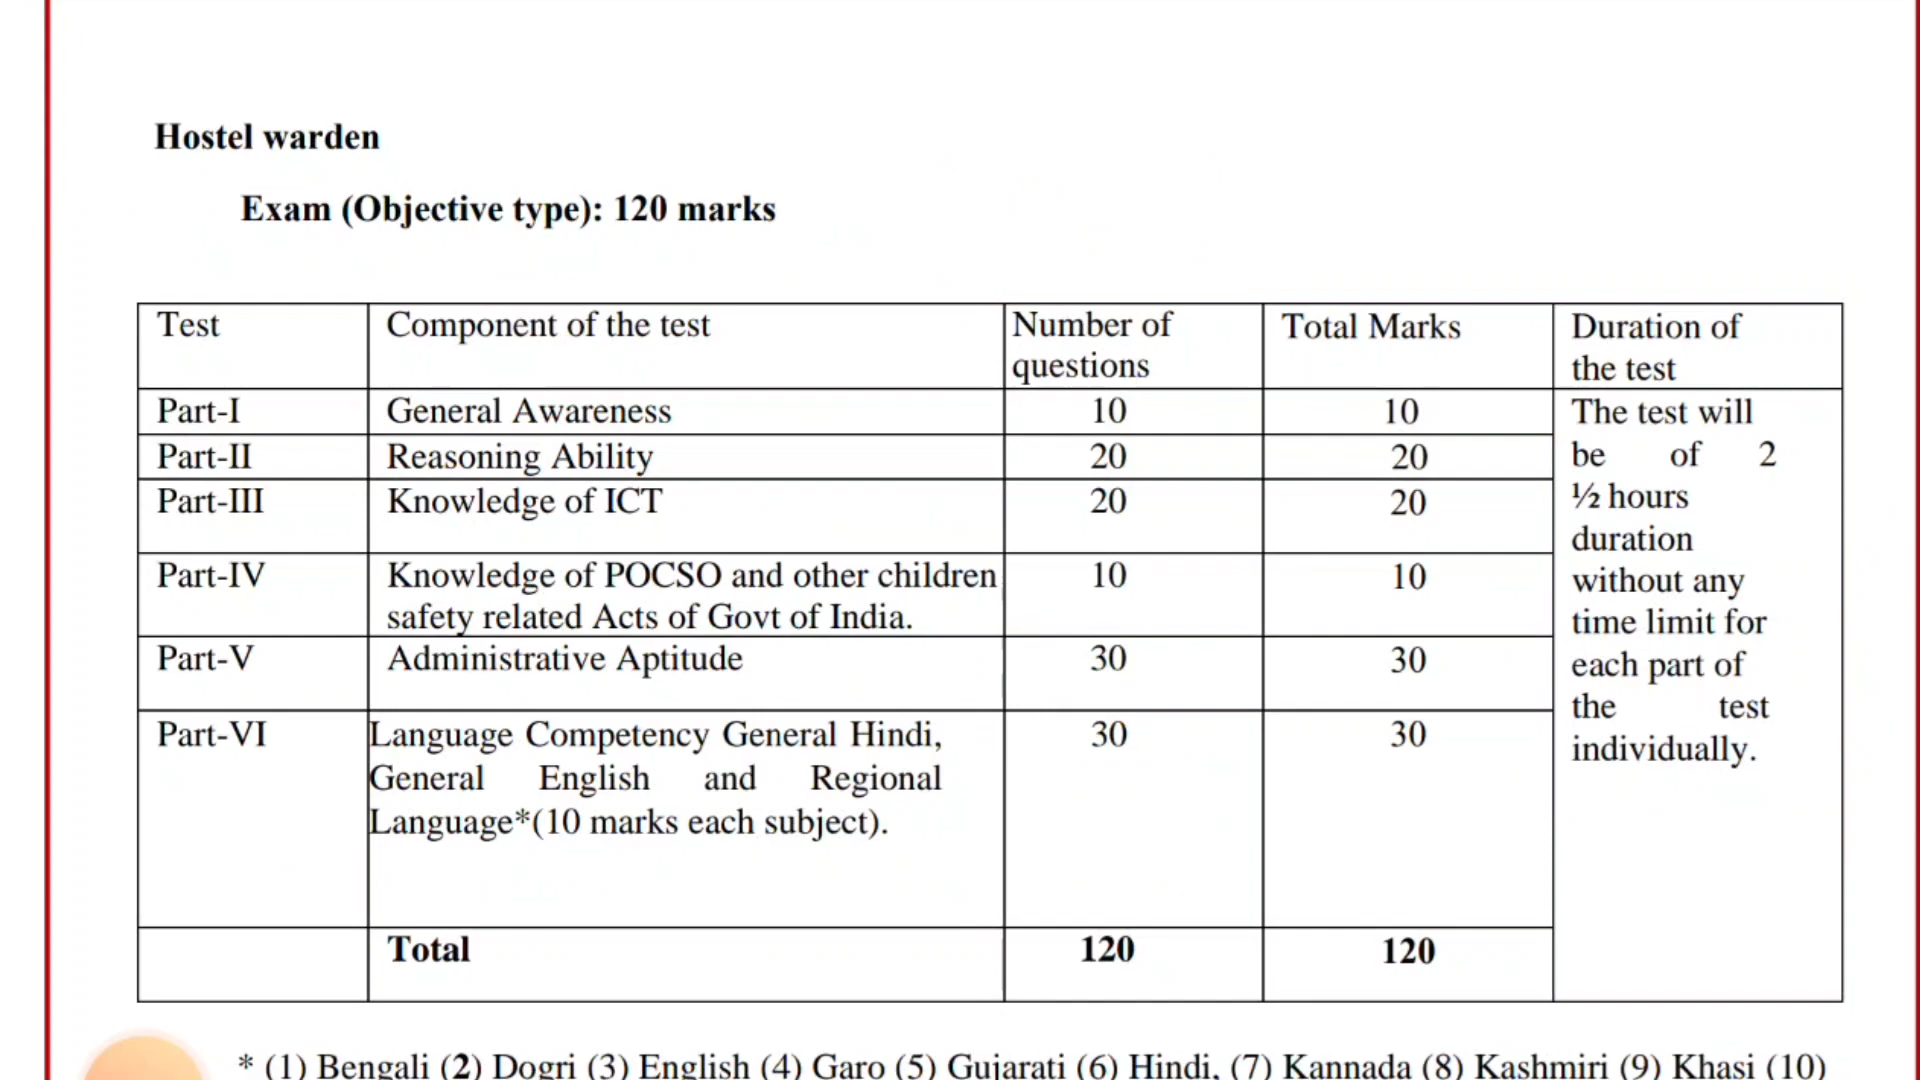 Hostel warden
Exam (Objective type): 120 marks
Test Component of the test Number of questions Total Marks Duration of the test
Part-I General Awareness 10 10
Part-II Reasoning Ability 20 20
Part-III Knowledge of ICT 20 20
Part-IV Knowledge of POCSO and other children safety related Acts of Govt of India. 10 10
Part-V Administrative Aptitude 30 30
Part-VI Language Competency General Hindi, General English and Regional Language*(10 marks each subject). 30 30
Total 120 120
The test will
be of 2
½ hours
duration
without any
time limit for
each part of
the test
individually.
* (1) Bengali (2) Dogri (3) English (4) Garo (5) Gujarati (6) Hindi, (7) Kannada (8) Kashmiri (9) Khasi (10)